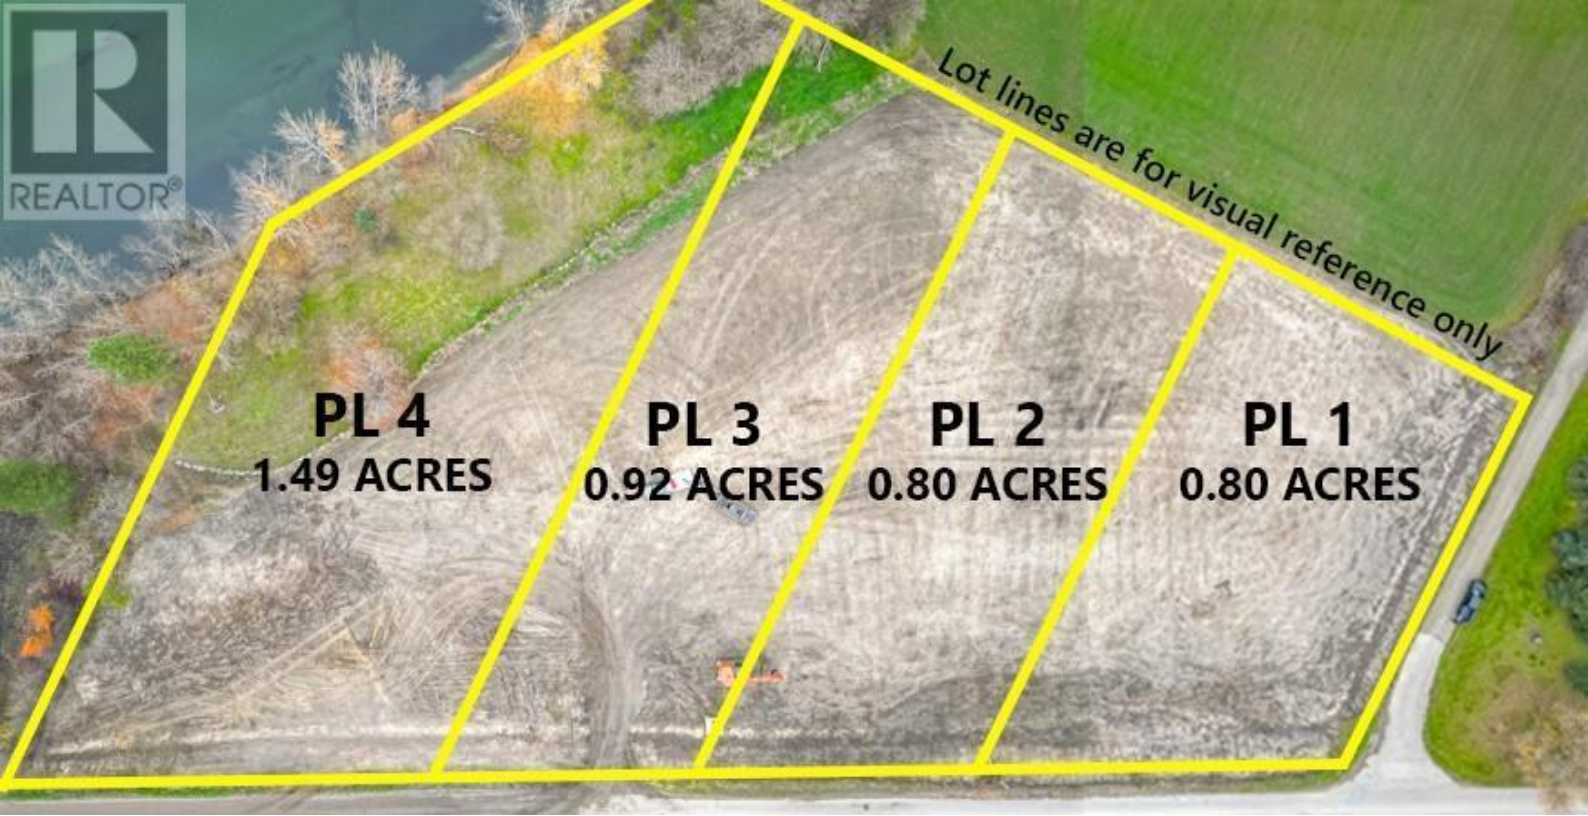 REALTOR®
Lot lines are for visual reference only
PL 4
1.49 ACRES
PL 3
0.92 ACRES
PL 2
0.80 ACRES
PL 1
0.80 ACRES